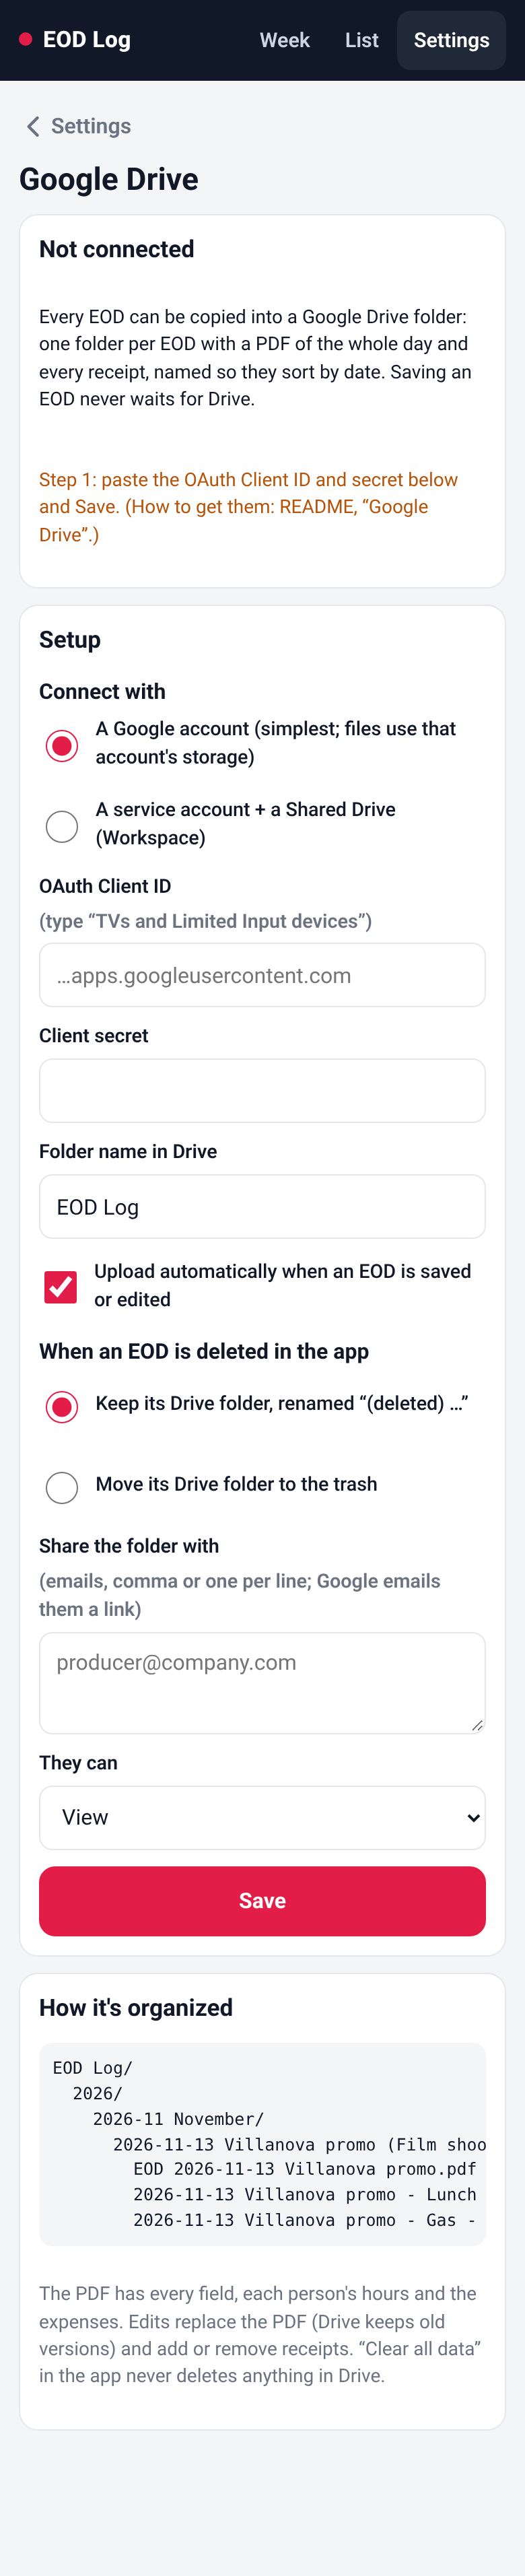 EOD Log
Week
List
Settings
Settings
Google Drive
Not connected
Every EOD can be copied into a Google Drive folder:
one folder per EOD with a PDF of the whole day and
every receipt, named so they sort by date. Saving an
EOD never waits for Drive.
Step 1: paste the OAuth Client ID and secret below
and Save. (How to get them: README, “Google
Drive”.)
Setup
Connect with
A Google account (simplest; files use that
account's storage)
A service account + a Shared Drive
(Workspace)
OAuth Client ID
(type “TVs and Limited Input devices”)
…apps.googleusercontent.com
Client secret
Folder name in Drive
EOD Log
Upload automatically when an EOD is saved
or edited
When an EOD is deleted in the app
Keep its Drive folder, renamed “(deleted) …”
Move its Drive folder to the trash
Share the folder with
(emails, comma or one per line; Google emails
them a link)
producer@company.com
They can
View
Save
How it's organized
EOD Log/
2026/
2026-11 November/
2026-11-13 Villanova promo (Film shoo
EOD 2026-11-13 Villanova promo.pdf
2026-11-13 Villanova promo - Lunch
2026-11-13 Villanova promo - Gas -
The PDF has every field, each person's hours and the
expenses. Edits replace the PDF (Drive keeps old
versions) and add or remove receipts. “Clear all data”
in the app never deletes anything in Drive.